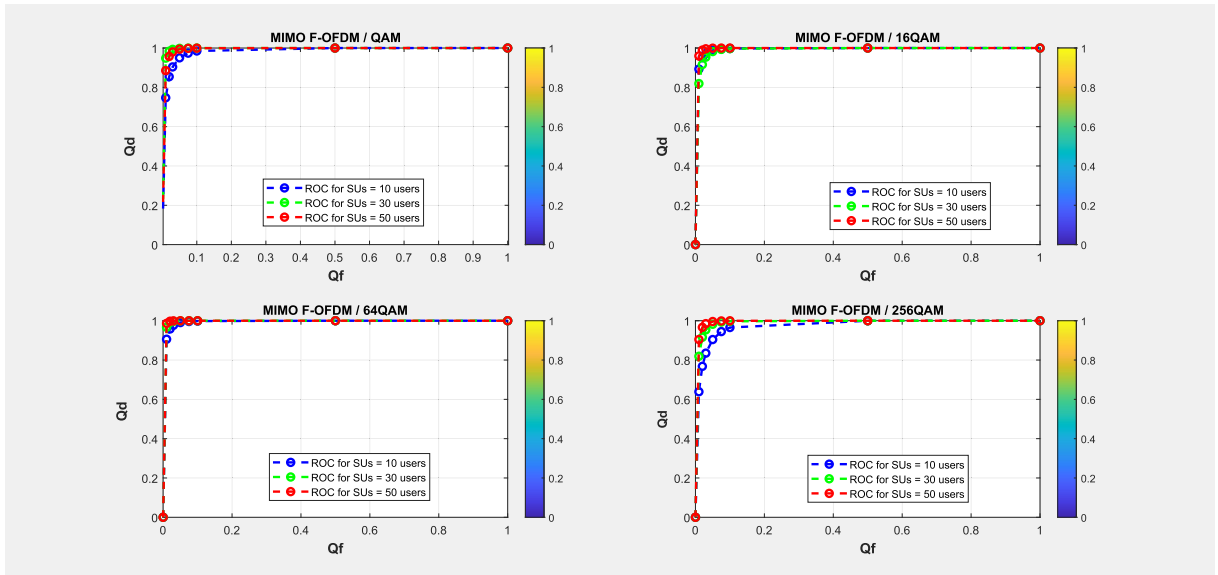 MIMO F-OFDM / QAM
1
0.8
0.6
0.4
0.2
0
Qd
0.1 0.2 0.3 0.4 0.5 0.6 0.7 0.8 0.9 1
Qf
ROC for SUs = 10 users
ROC for SUs = 30 users
ROC for SUs = 50 users
1
0.8
0.6
0.4
0.2
0
MIMO F-OFDM / 16QAM
1
0.8
0.6
0.4
0.2
0
Qd
0 0.2 0.4 0.6 0.8 1
Qf
ROC for SUs = 10 users
ROC for SUs = 30 users
ROC for SUs = 50 users
1
0.8
0.6
0.4
0.2
0
MIMO F-OFDM / 64QAM
1
0.8
0.6
0.4
0.2
0
Qd
0 0.2 0.4 0.6 0.8 1
Qf
ROC for SUs = 10 users
ROC for SUs = 30 users
ROC for SUs = 50 users
1
0.8
0.6
0.4
0.2
0
MIMO F-OFDM / 256QAM
1
0.8
0.6
0.4
0.2
0
Qd
0 0.2 0.4 0.6 0.8 1
Qf
ROC for SUs = 10 users
ROC for SUs = 30 users
ROC for SUs = 50 users
1
0.8
0.6
0.4
0.2
0